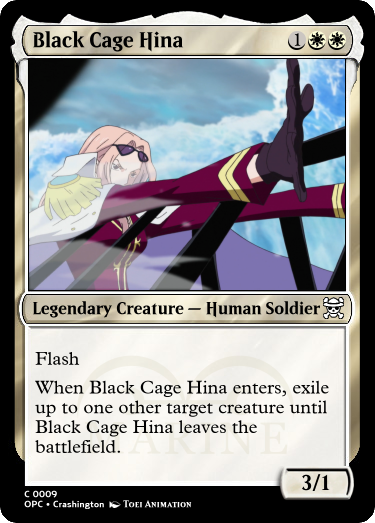 Black Cage Hina 1
Legendary Creature — Human Soldier
Flash
When Black Cage Hina enters, exile
up to one other target creature until
Black Cage Hina leaves the
battlefield.
MARINE
3/1
C 0009
OPC • Crashington Toei Animation